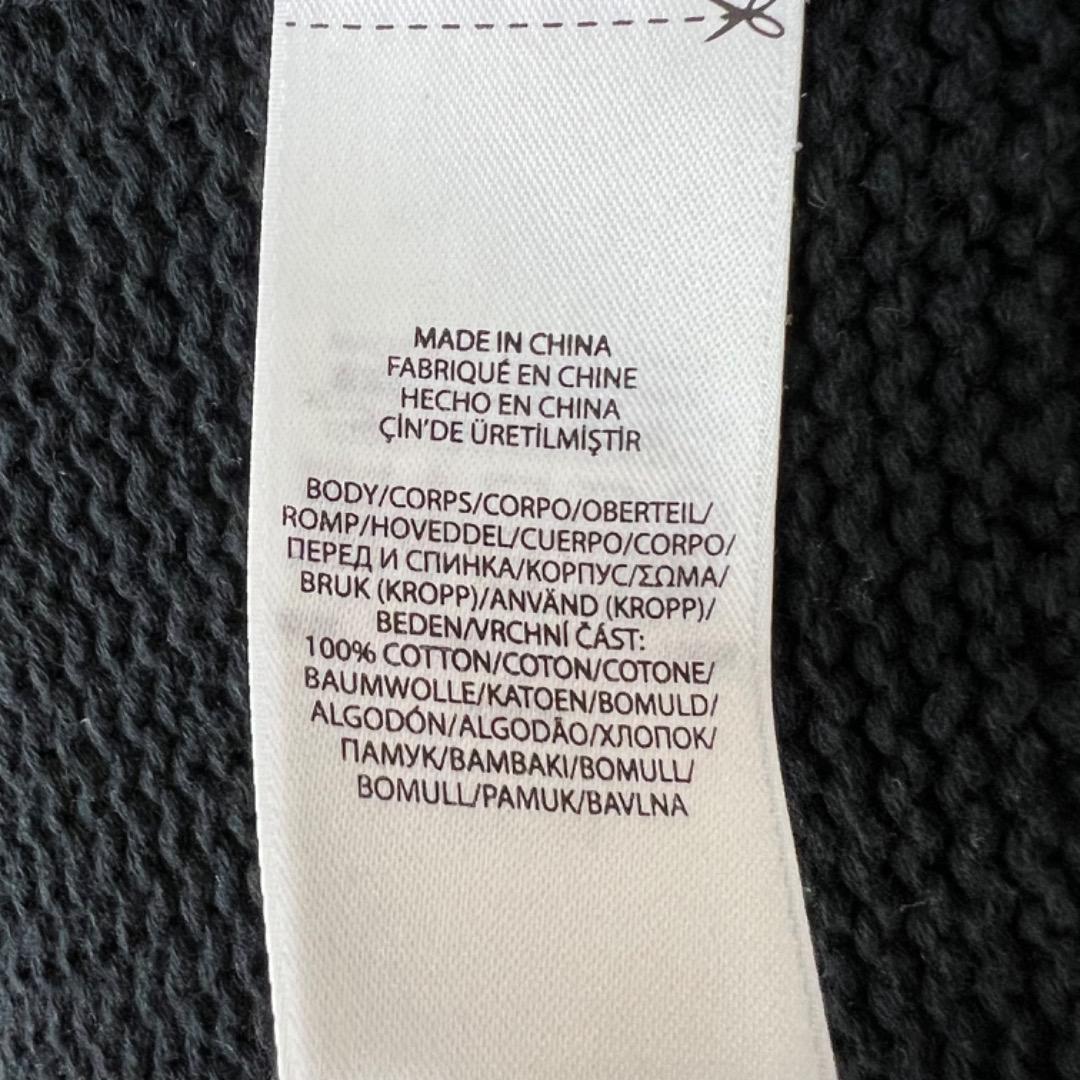 MADE IN CHINA
FABRIQUÉ EN CHINE
HECHO EN CHINA
ÇİN'DE ÜRETİLMİŞTİR
BODY/CORPS/CORPO/OBERTEIL/
ROMP/HOVEDDEL/CUERPO/CORPO/
ПЕРЕД И СПИНКА/КОРПУС/ΣΩΜΑ/
BRUK (KROPP)/ANVÄND (KROPP)/
BEDEN/VRCHNÍ ČÁST:
100% COTTON/COTON/COTONE/
BAUMWOLLE/KATOEN/BOMULD/
ALGODÓN/ALGODÃO/ХЛОПОК/
ПАМУК/BAMBAKI/BOMULL/
BOMULL/PAMUK/BAVLNA